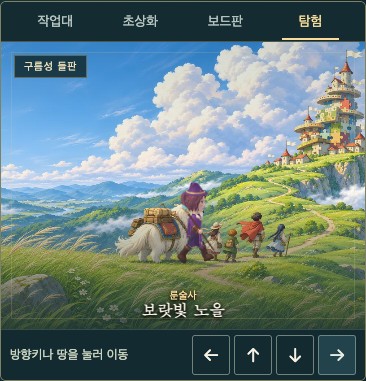 작업대 초상화 보드판 탐험
구름성 들판
룬술사
보랏빛 노을
방향키나 땅을 눌러 이동
← ↑ ↓ →